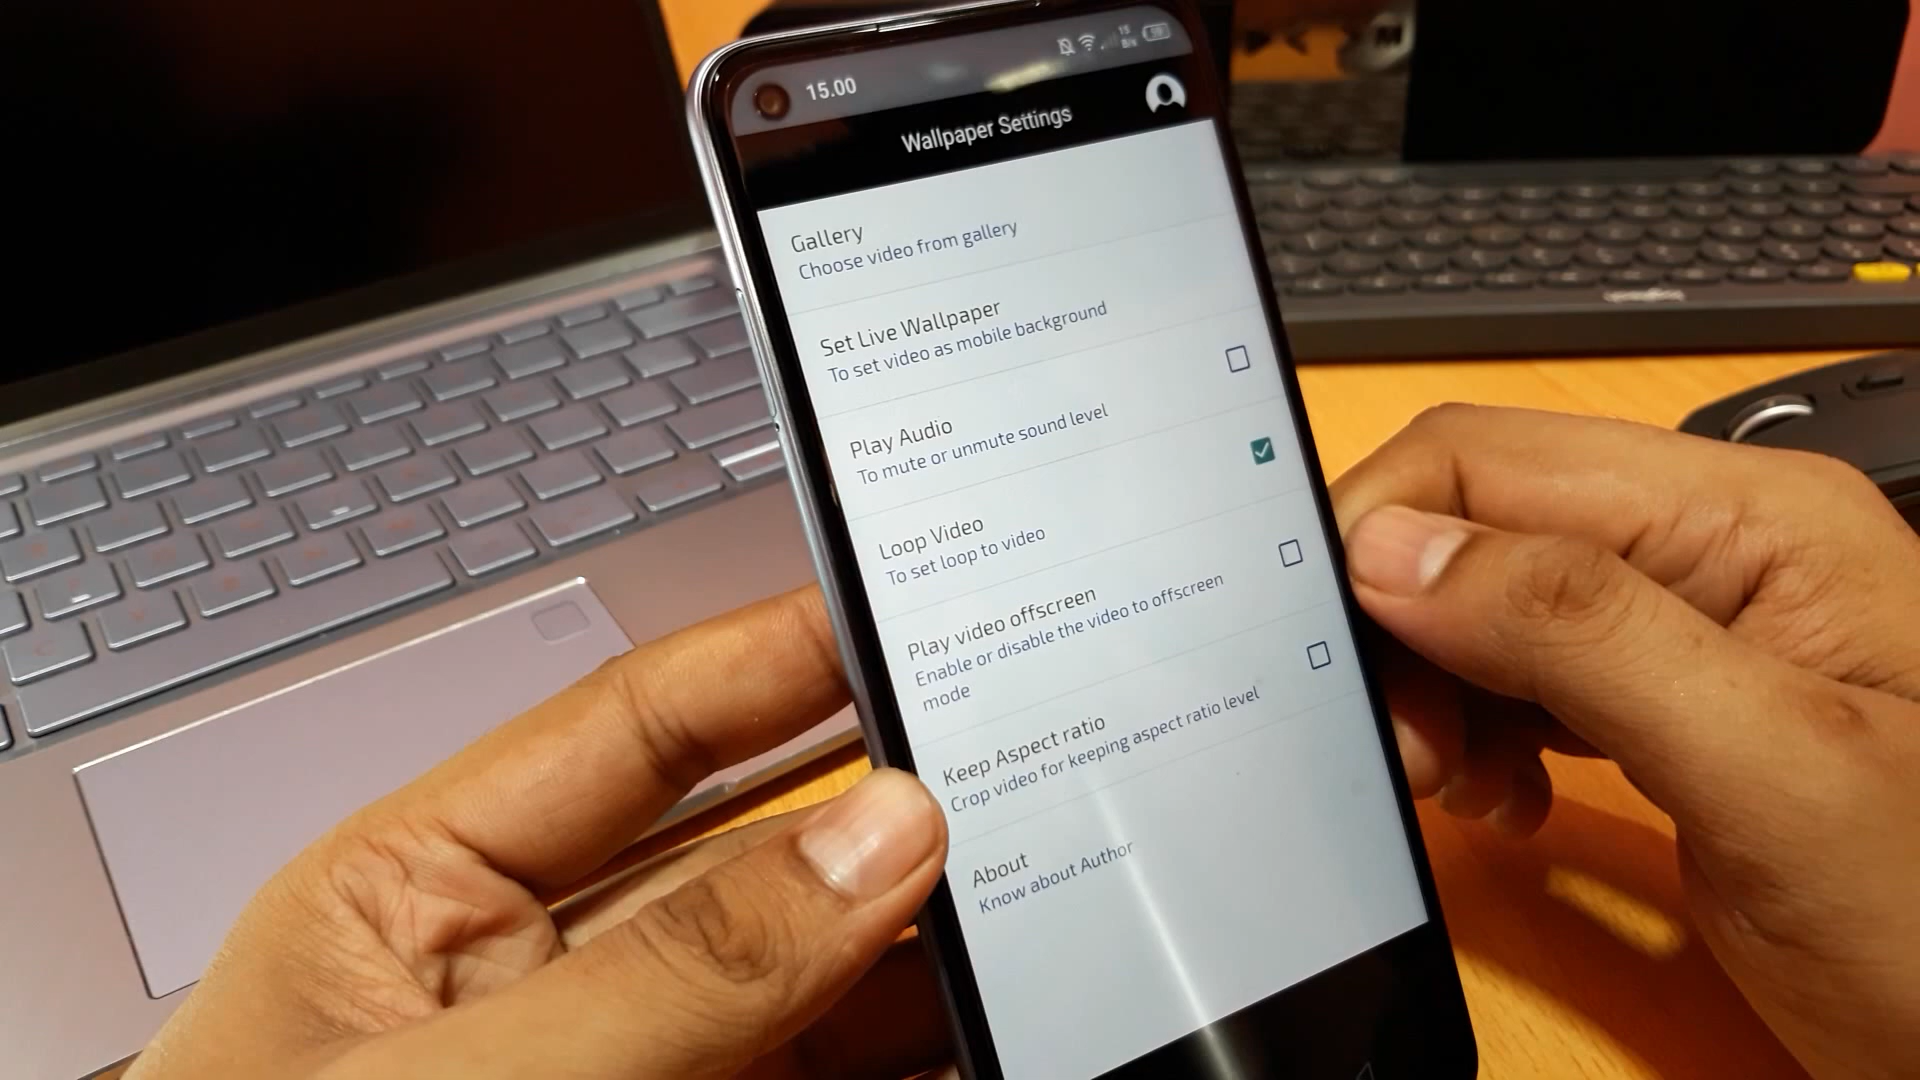 15.00
15
B/s
59
Wallpaper Settings
Gallery
Choose video from gallery
Set Live Wallpaper
To set video as mobile background
Play Audio
To mute or unmute sound level
Loop Video
To set loop to video
Play video offscreen
Enable or disable the video to offscreen
mode
Keep Aspect ratio
Crop video for keeping aspect ratio level
About
Know about Author